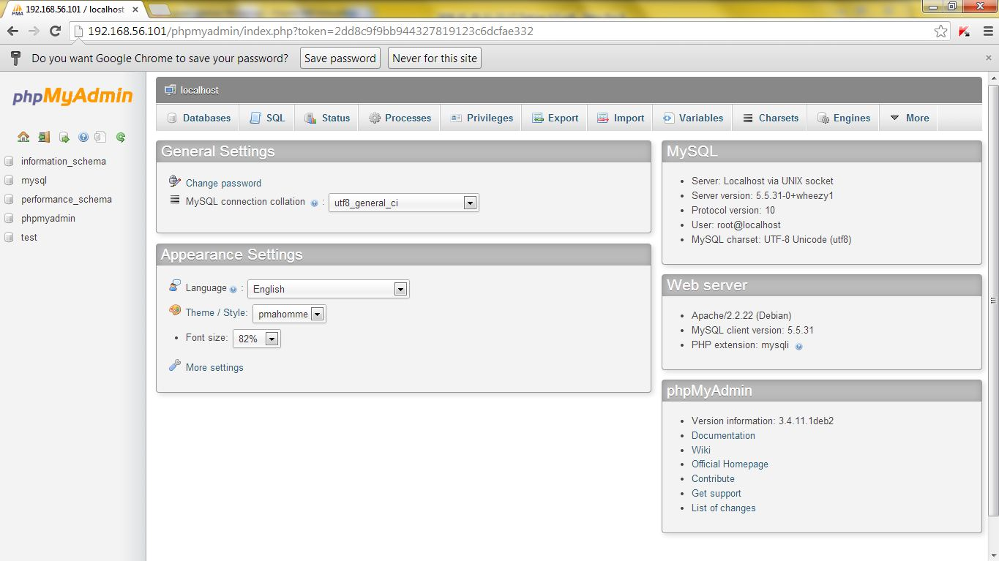 192.168.56.101 / localhost
192.168.56.101/phpmyadmin/index.php?token=2dd8c9f9bb944327819123c6dcfae332
Do you want Google Chrome to save your password? Save password Never for this site
phpMyAdmin
information_schema
mysql
performance_schema
phpmyadmin
test
localhost
Databases SQL Status Processes Privileges Export Import Variables Charsets Engines More
General Settings
Change password
MySQL connection collation : utf8_general_ci
Appearance Settings
Language : English
Theme / Style: pmahomme
Font size: 82%
More settings
MySQL
Server: Localhost via UNIX socket
Server version: 5.5.31-0+wheezy1
Protocol version: 10
User: root@localhost
MySQL charset: UTF-8 Unicode (utf8)
Web server
Apache/2.2.22 (Debian)
MySQL client version: 5.5.31
PHP extension: mysqli
phpMyAdmin
Version information: 3.4.11.1deb2
Documentation
Wiki
Official Homepage
Contribute
Get support
List of changes